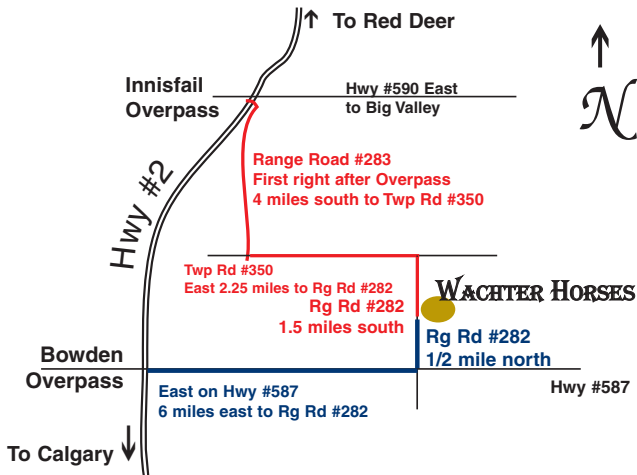 To Red Deer
Innisfail
Overpass
Hwy #590 East
to Big Valley
N
Hwy #2
Range Road #283
First right after Overpass
4 miles south to Twp Rd #350
Twp Rd #350
East 2.25 miles to Rg Rd #282
Rg Rd #282
1.5 miles south
WACHTER HORSES
Rg Rd #282
1/2 mile north
Bowden
Overpass
East on Hwy #587
6 miles east to Rg Rd #282
Hwy #587
To Calgary